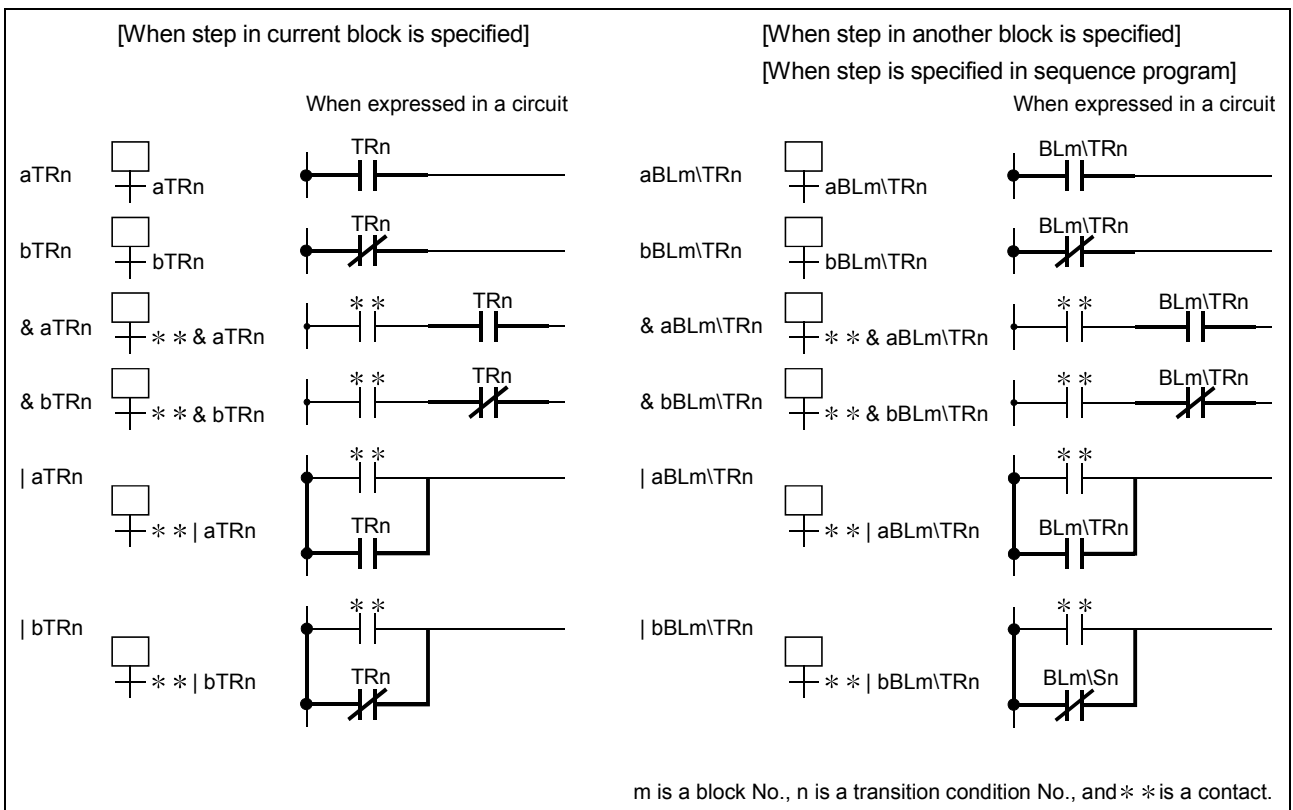 [When step in current block is specified]
[When step in another block is specified]
[When step is specified in sequence program]
When expressed in a circuit
When expressed in a circuit
aTRn
aTRn
TRn
aBLm\TRn
aBLm\TRn
BLm\TRn
bTRn
bTRn
TRn
bBLm\TRn
bBLm\TRn
BLm\TRn
& aTRn
＊＊& aTRn
＊＊
TRn
& aBLm\TRn
＊＊& aBLm\TRn
＊＊
BLm\TRn
& bTRn
＊＊& bTRn
＊＊
TRn
& bBLm\TRn
＊＊& bBLm\TRn
＊＊
BLm\TRn
| aTRn
＊＊| aTRn
＊＊
TRn
| aBLm\TRn
＊＊| aBLm\TRn
＊＊
BLm\TRn
| bTRn
＊＊| bTRn
＊＊
TRn
| bBLm\TRn
＊＊| bBLm\TRn
＊＊
BLm\Sn
m is a block No., n is a transition condition No., and＊＊is a contact.